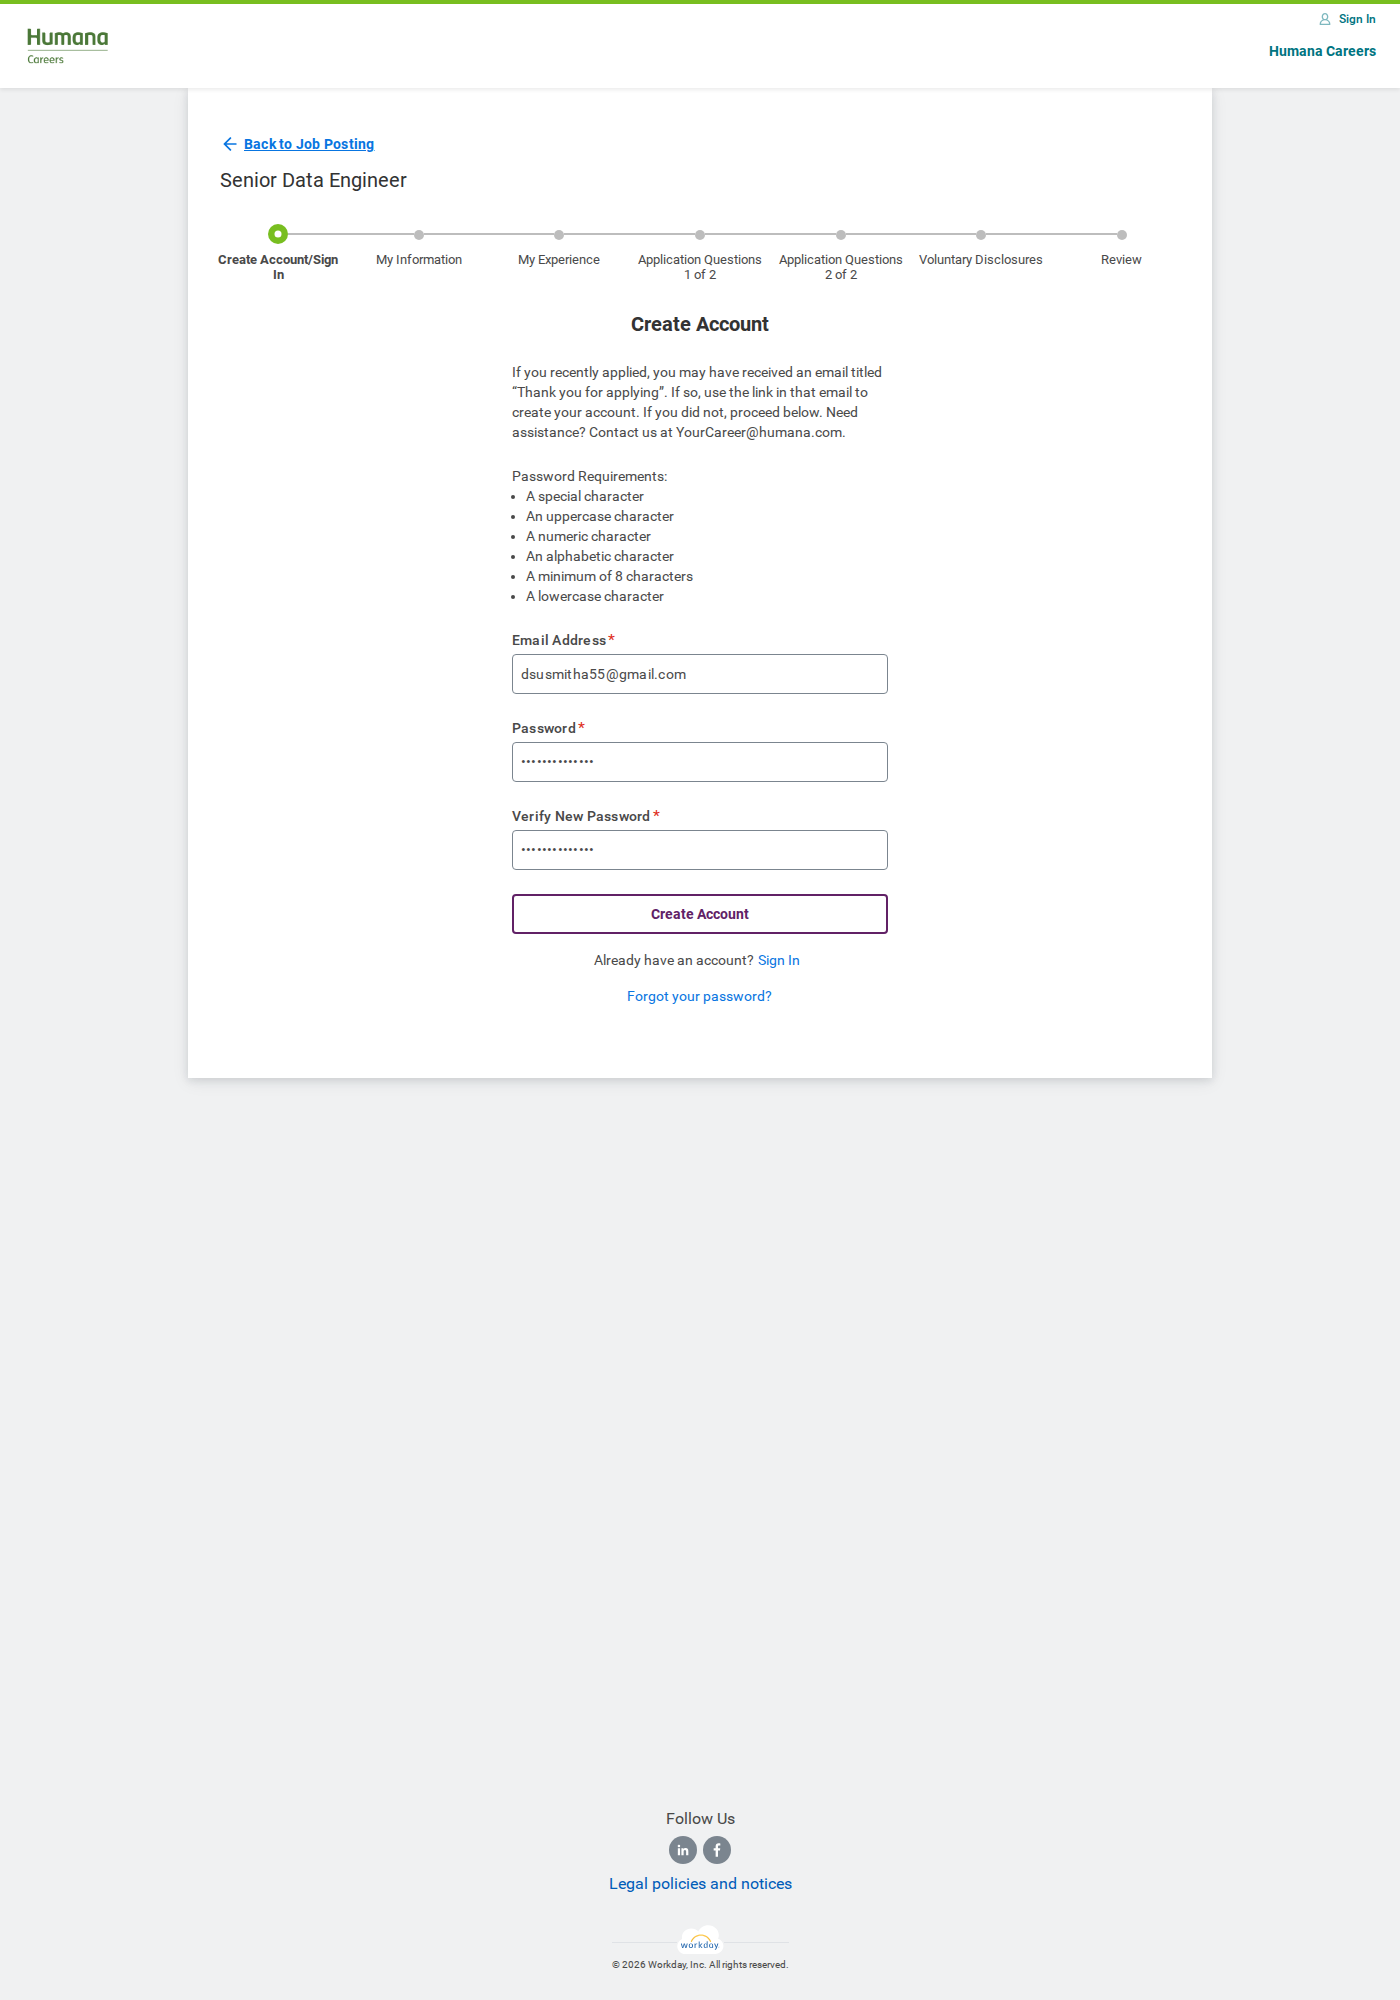 Sign In
Humana
Careers
Humana Careers
Back to Job Posting
Senior Data Engineer
Create Account/Sign
In
My Information
My Experience
Application Questions
1 of 2
Application Questions
2 of 2
Voluntary Disclosures
Review
Create Account
If you recently applied, you may have received an email titled
“Thank you for applying”. If so, use the link in that email to
create your account. If you did not, proceed below. Need
assistance? Contact us at YourCareer@humana.com.
Password Requirements:
• A special character
• An uppercase character
• A numeric character
• An alphabetic character
• A minimum of 8 characters
• A lowercase character
Email Address*
dsusmitha55@gmail.com
Password*
••••••••••••••
Verify New Password*
••••••••••••••
Create Account
Already have an account? Sign In
Forgot your password?
Follow Us
in f
Legal policies and notices
workday
© 2026 Workday, Inc. All rights reserved.